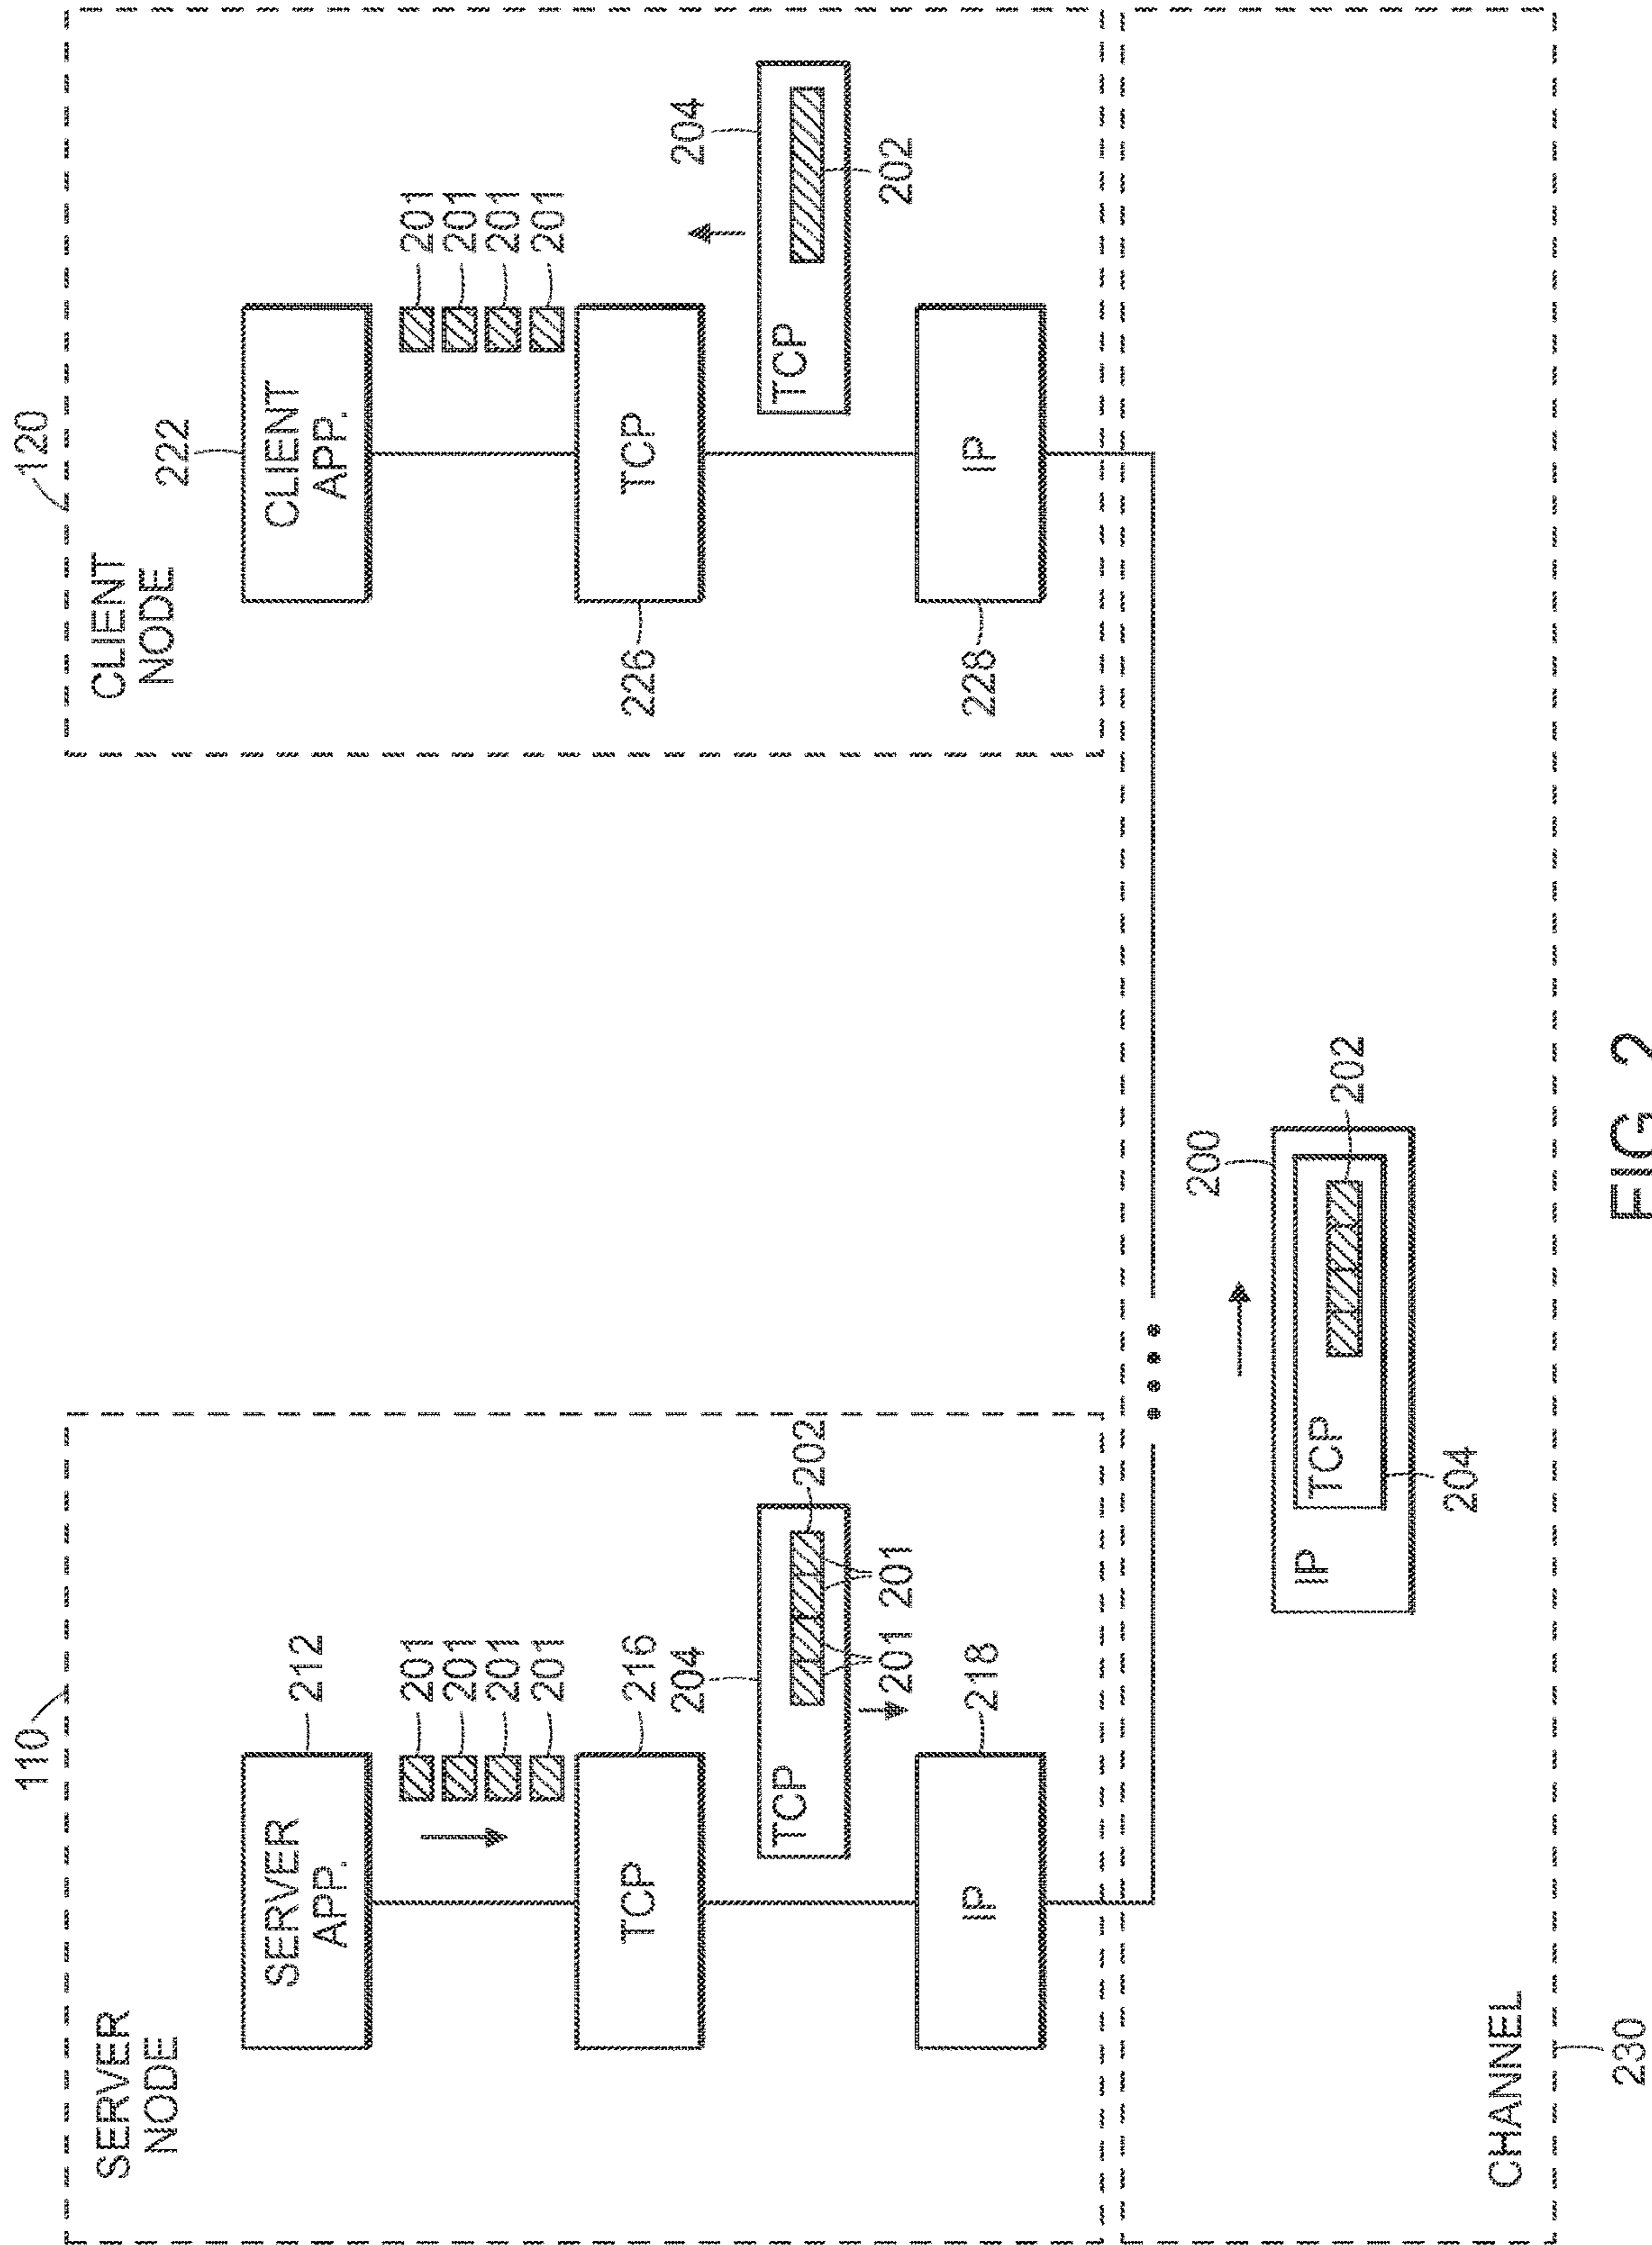 110
120
SERVER
NODE
CLIENT
NODE
212
222
SERVER
APP.
CLIENT
APP.
201
201
201
201
201
201
201
201
216
TCP
TCP
226
204
204
TCP
202
TCP
201
201
202
218
IP
IP
228
200
IP
TCP
202
204
CHANNEL
230
FIG. 2